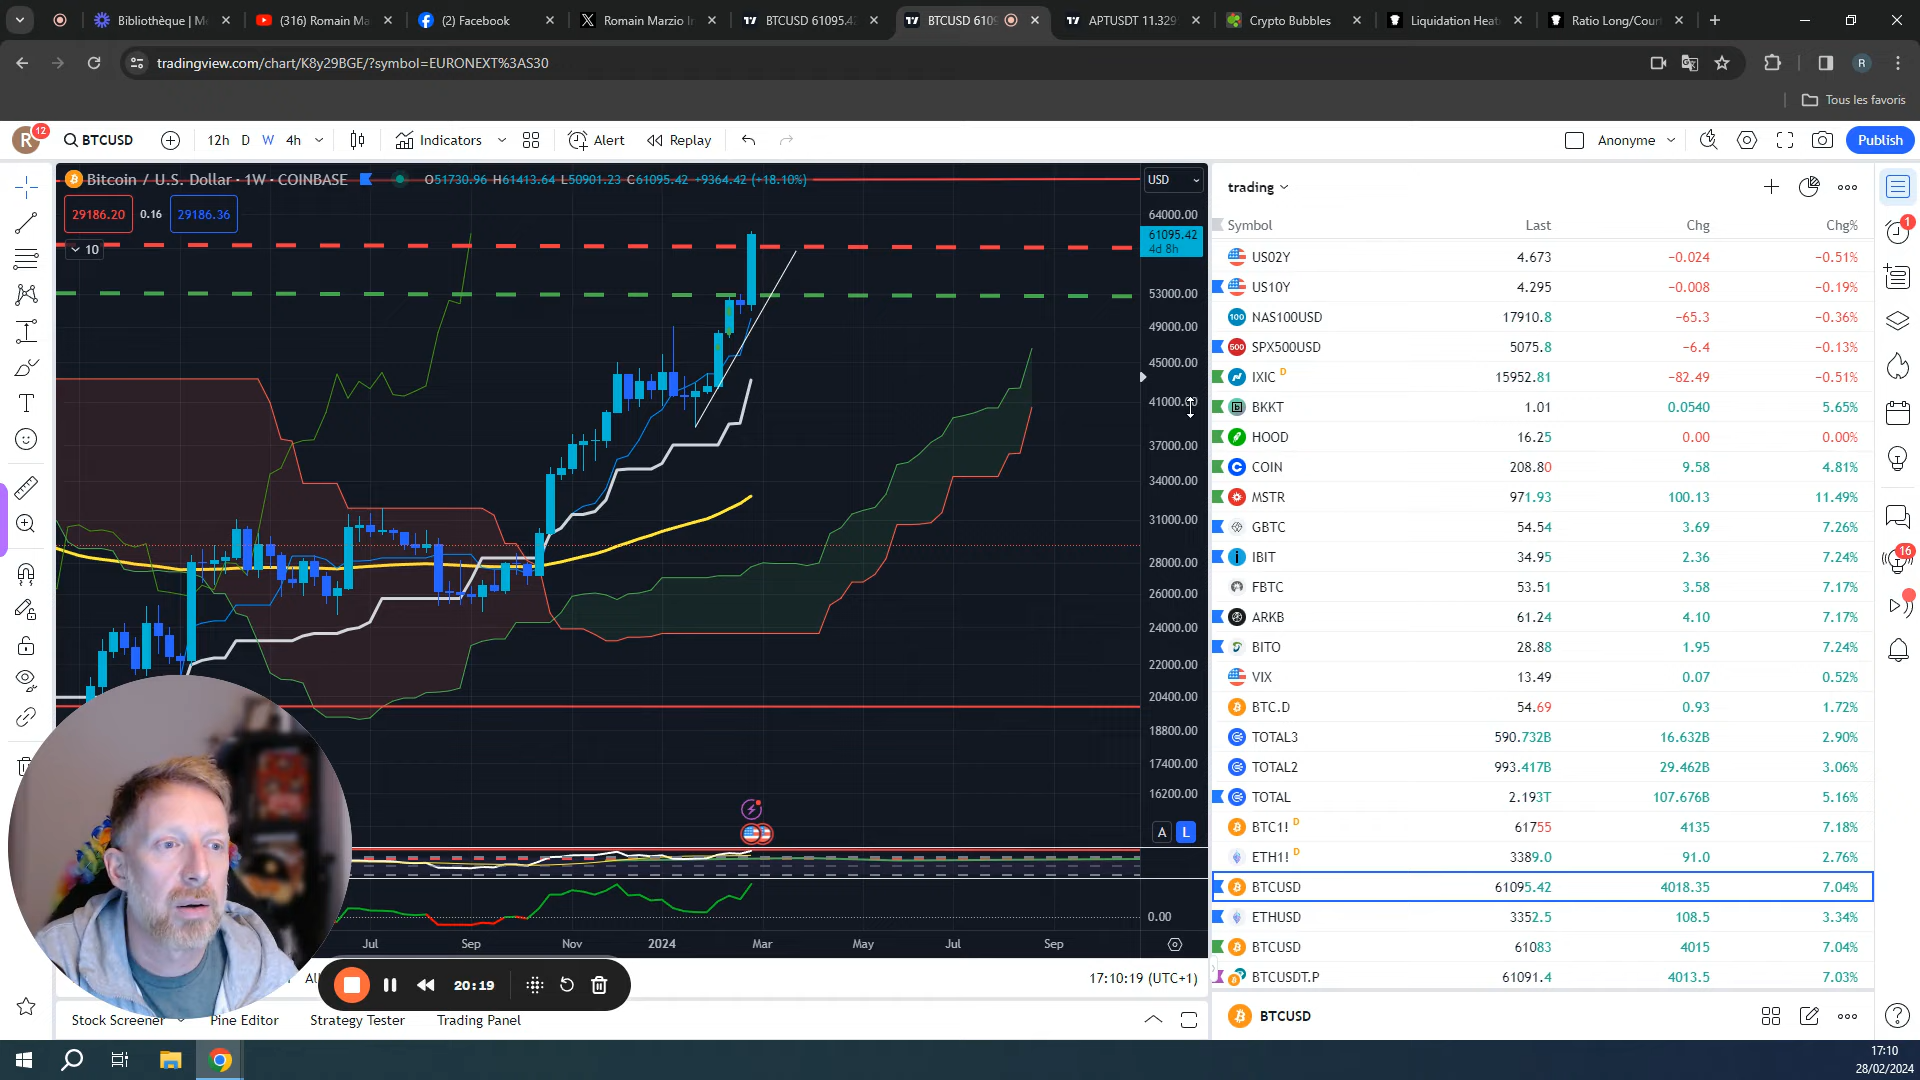 Bibliothèque | M
(316) Romain Ma
(2) Facebook
Romain Marzio In
BTCUSD 61095.42
BTCUSD 6109
APTUSDT 11.329
Crypto Bubbles
Liquidation Heat
Ratio Long/Court
tradingview.com/chart/K8y29BGE/?symbol=EURONEXT%3AS30
Tous les favoris
R 12
BTCUSD
12h D W 4h
Indicators
Alert
Replay
Anonyme
Publish
Bitcoin / U.S. Dollar · 1W · COINBASE
O51730.96 H61413.64 L50901.23 C61095.42 +9364.42 (+18.10%)
29186.20 0.16 29186.36
10
USD
64000.00
61095.42
4d 8h
53000.00
49000.00
45000.00
41000.00
37000.00
34000.00
31000.00
28000.00
26000.00
24000.00
22000.00
20400.00
18800.00
17400.00
16200.00
A L
0.00
Jul Sep Nov 2024 Mar May Jul Sep
20:19
17:10:19 (UTC+1)
Stock Screener
Pine Editor
Strategy Tester
Trading Panel
trading
Symbol Last Chg Chg%
US02Y 4.673 −0.024 −0.51%
US10Y 4.295 −0.008 −0.19%
NAS100USD 17910.8 −65.3 −0.36%
SPX500USD 5075.8 −6.4 −0.13%
IXIC D 15952.81 −82.49 −0.51%
BKKT 1.01 0.0540 5.65%
HOOD 16.25 0.00 0.00%
COIN 208.80 9.58 4.81%
MSTR 971.93 100.13 11.49%
GBTC 54.54 3.69 7.26%
IBIT 34.95 2.36 7.24%
FBTC 53.51 3.58 7.17%
ARKB 61.24 4.10 7.17%
BITO 28.88 1.95 7.24%
VIX 13.49 0.07 0.52%
BTC.D 54.69 0.93 1.72%
TOTAL3 590.732B 16.632B 2.90%
TOTAL2 993.417B 29.462B 3.06%
TOTAL 2.193T 107.676B 5.16%
BTC1! D 61755 4135 7.18%
ETH1! D 3389.0 91.0 2.76%
BTCUSD 61095.42 4018.35 7.04%
ETHUSD 3352.5 108.5 3.34%
BTCUSD 61083 4015 7.04%
BTCUSDT.P 61091.4 4013.5 7.03%
BTCUSD
1
16
17:10
28/02/2024